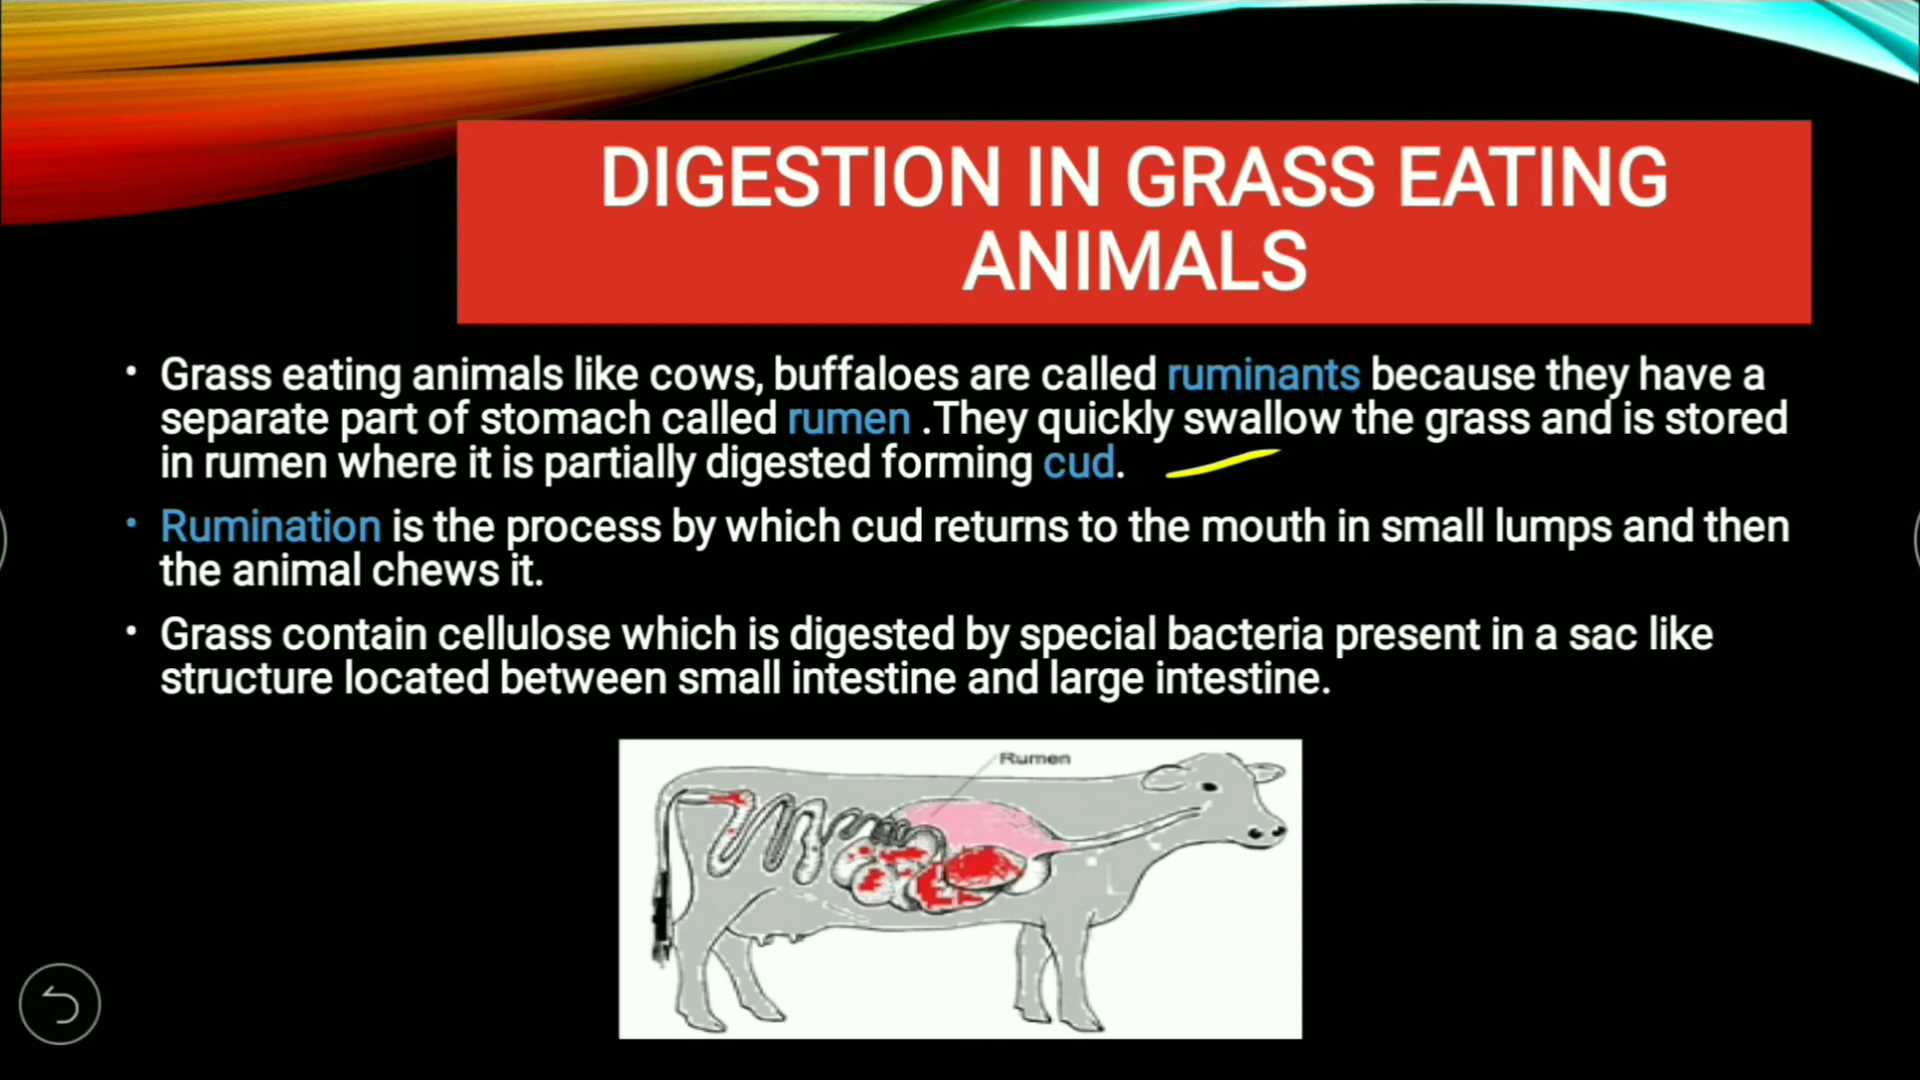 DIGESTION IN GRASS EATING
ANIMALS
• Grass eating animals like cows, buffaloes are called ruminants because they have a
separate part of stomach called rumen .They quickly swallow the grass and is stored
in rumen where it is partially digested forming cud.
• Rumination is the process by which cud returns to the mouth in small lumps and then
the animal chews it.
• Grass contain cellulose which is digested by special bacteria present in a sac like
structure located between small intestine and large intestine.
Rumen